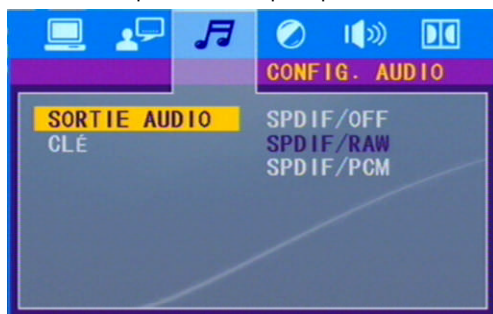 CONFIG. AUDIO
SORTIE AUDIO
CLÉ
SPDIF/OFF
SPDIF/RAW
SPDIF/PCM